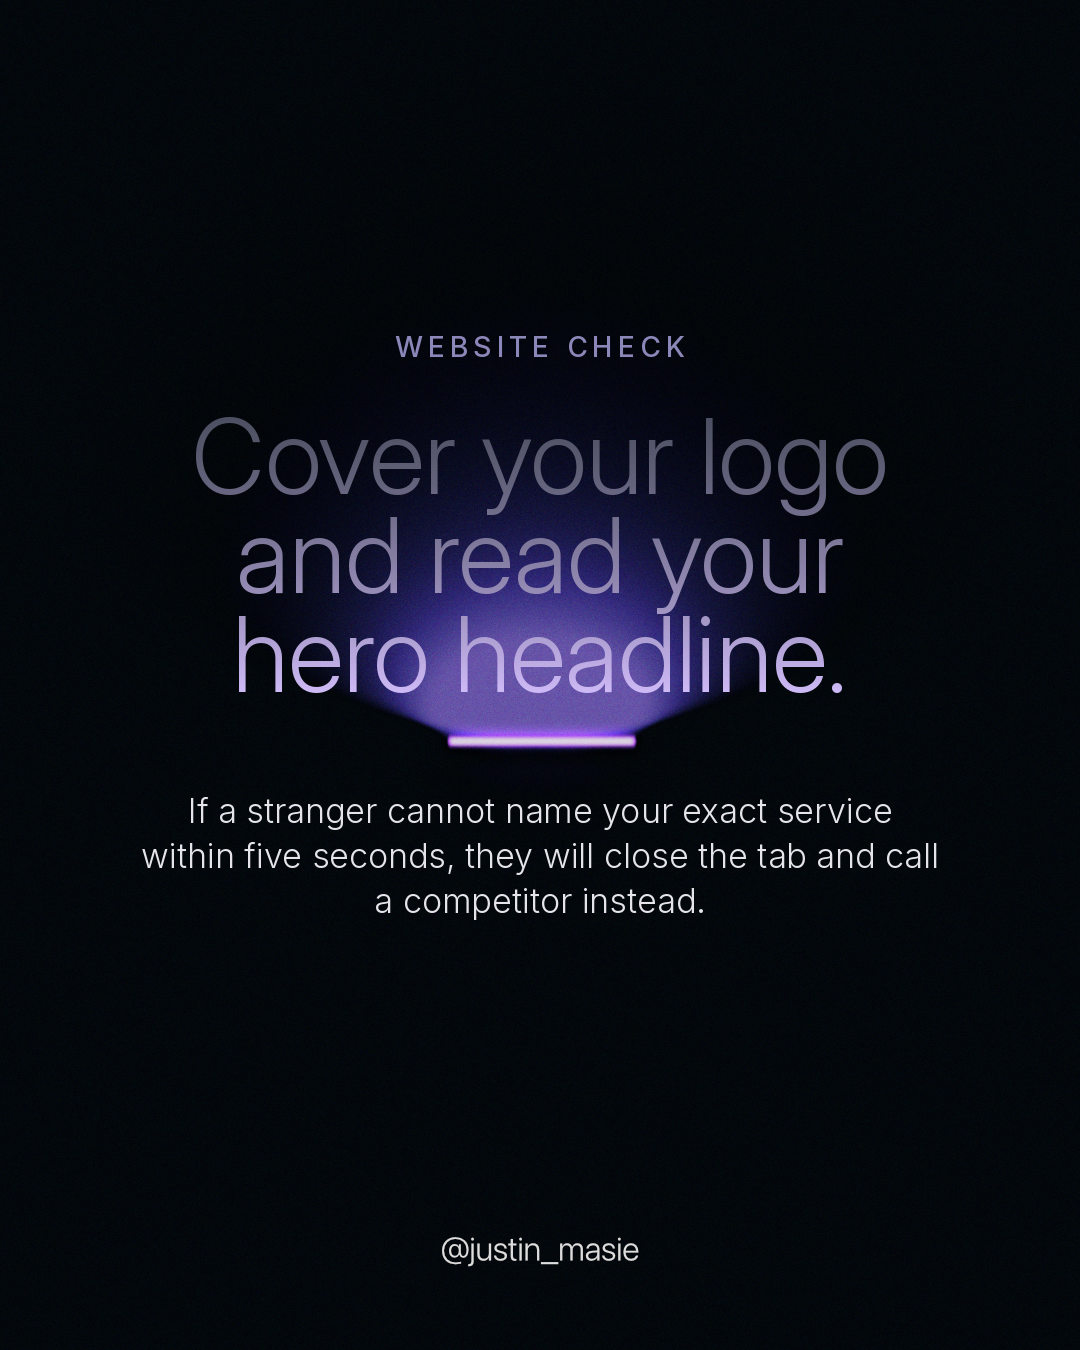 WEBSITE CHECK
Cover your logo
and read your
hero headline.
If a stranger cannot name your exact service
within five seconds, they will close the tab and call
a competitor instead.
@justin_masie